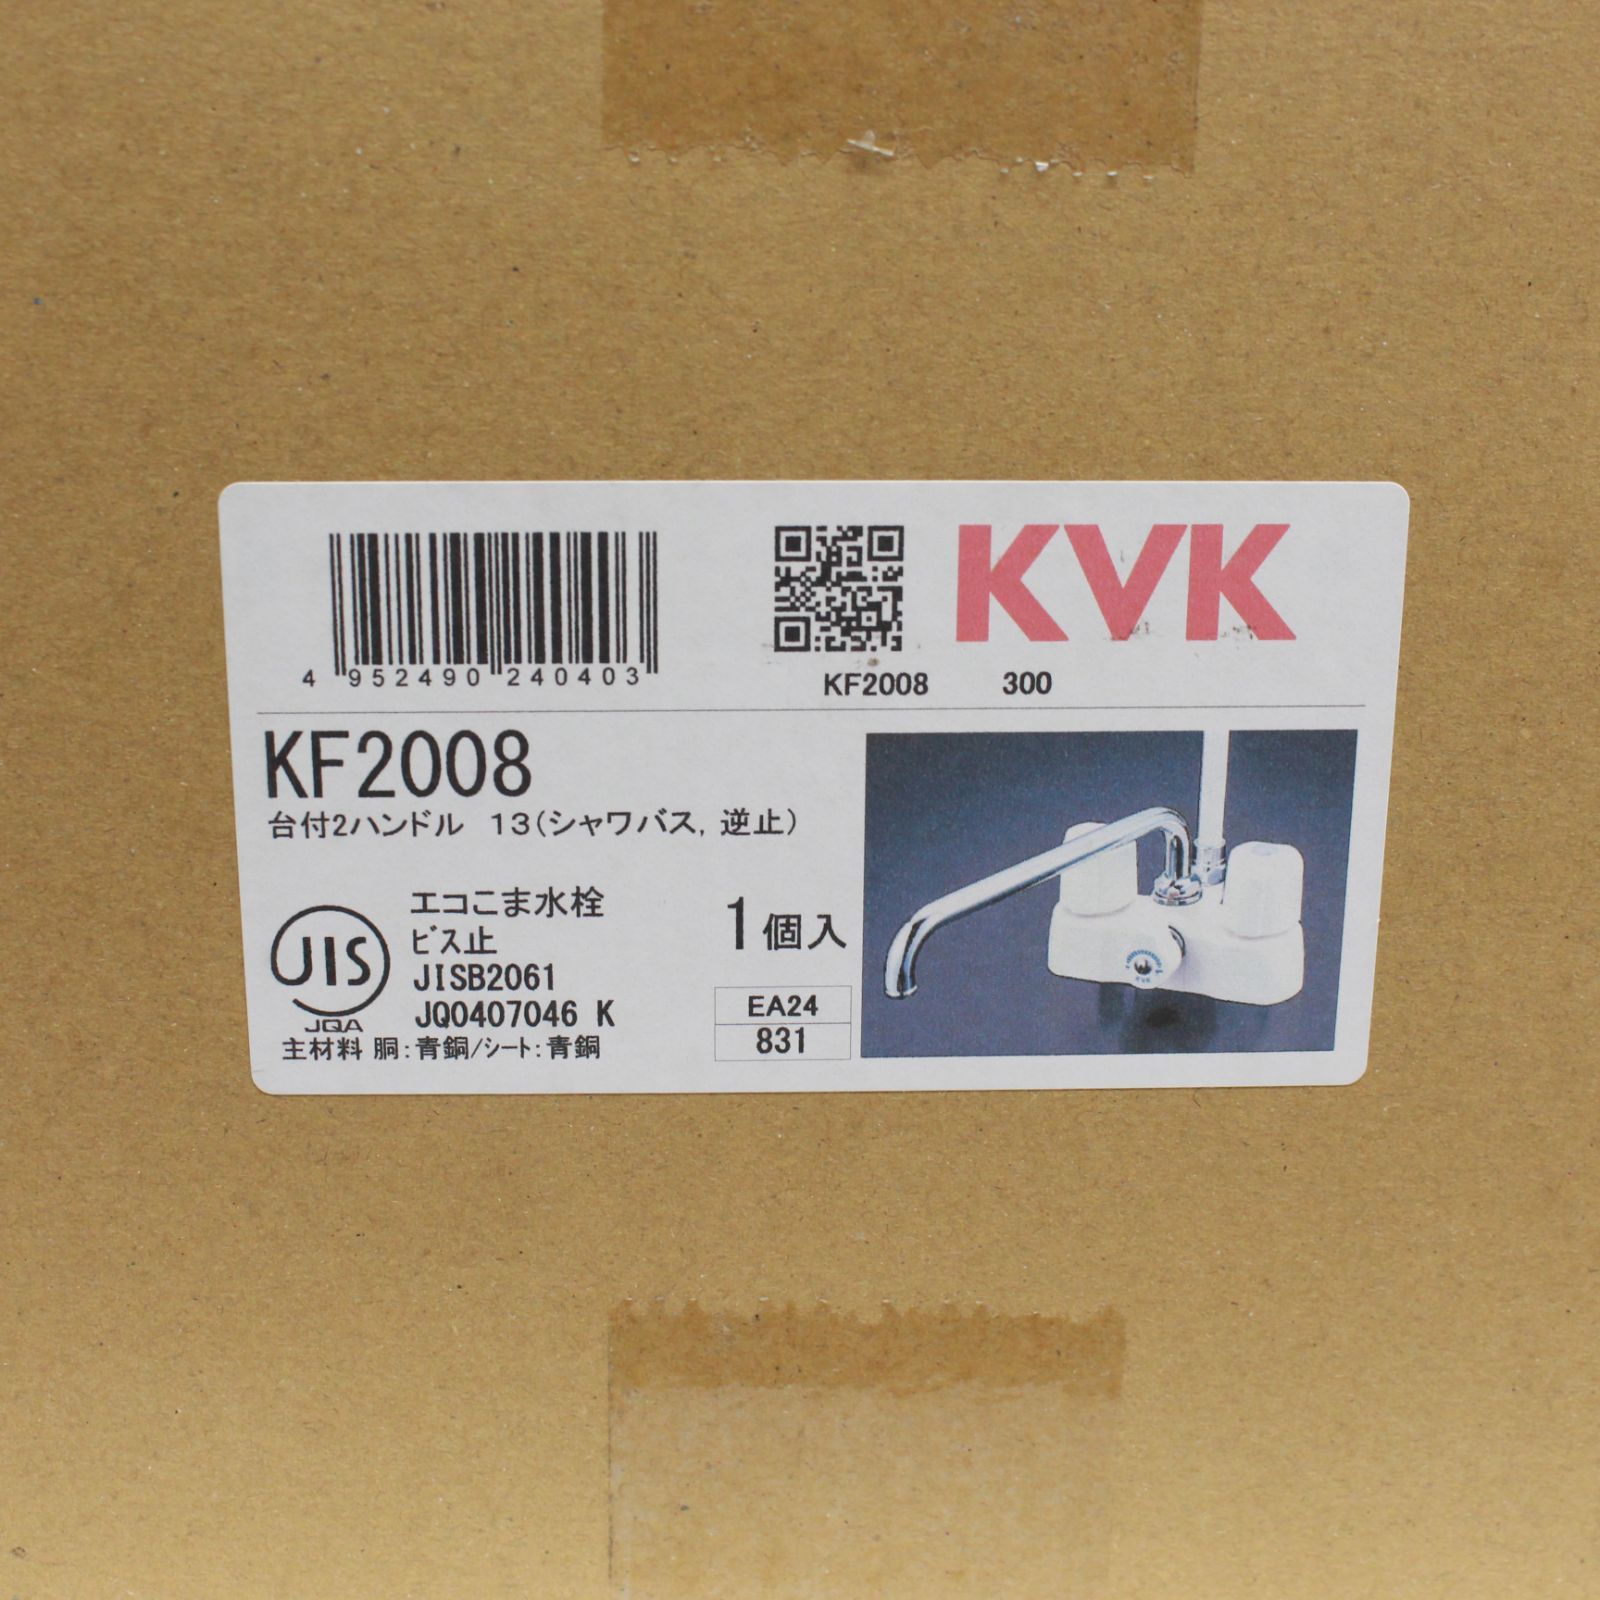 KVK
4 952490 240403
KF2008 300
KF2008
台付2ハンドル 13(シャワバス, 逆止)
エコこま水栓
ビス止
JISB2061
JQ0407046 K
JIS
JQA
1個入
EA24
831
主材料 胴:青銅/シート:青銅
KVK